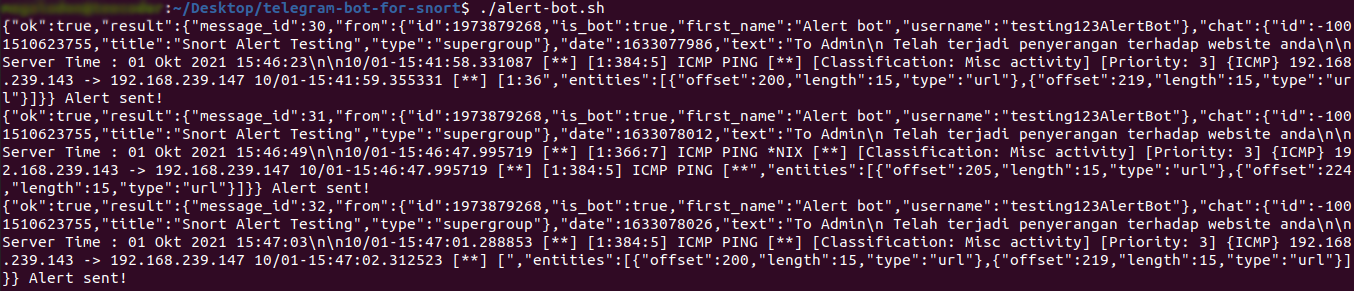 :~/Desktop/telegram-bot-for-snort$ ./alert-bot.sh
{"ok":true,"result":{"message_id":30,"from":{"id":1973879268,"is_bot":true,"first_name":"Alert bot","username":"testing123AlertBot"},"chat":{"id":-100
1510623755,"title":"Snort Alert Testing","type":"supergroup"},"date":1633077986,"text":"To Admin\n Telah terjadi penyerangan terhadap website anda\n\n
Server Time : 01 Okt 2021 15:46:23\n\n10/01-15:41:58.331087 [**] [1:384:5] ICMP PING [**] [Classification: Misc activity] [Priority: 3] {ICMP} 192.168
.239.143 -> 192.168.239.147 10/01-15:41:59.355331 [**] [1:36","entities":[{"offset":200,"length":15,"type":"url"},{"offset":219,"length":15,"type":"ur
l"}]}} Alert sent!
{"ok":true,"result":{"message_id":31,"from":{"id":1973879268,"is_bot":true,"first_name":"Alert bot","username":"testing123AlertBot"},"chat":{"id":-100
1510623755,"title":"Snort Alert Testing","type":"supergroup"},"date":1633078012,"text":"To Admin\n Telah terjadi penyerangan terhadap website anda\n\n
Server Time : 01 Okt 2021 15:46:49\n\n10/01-15:46:47.995719 [**] [1:366:7] ICMP PING *NIX [**] [Classification: Misc activity] [Priority: 3] {ICMP} 19
2.168.239.143 -> 192.168.239.147 10/01-15:46:47.995719 [**] [1:384:5] ICMP PING [**","entities":[{"offset":205,"length":15,"type":"url"},{"offset":224
,"length":15,"type":"url"}]}} Alert sent!
{"ok":true,"result":{"message_id":32,"from":{"id":1973879268,"is_bot":true,"first_name":"Alert bot","username":"testing123AlertBot"},"chat":{"id":-100
1510623755,"title":"Snort Alert Testing","type":"supergroup"},"date":1633078026,"text":"To Admin\n Telah terjadi penyerangan terhadap website anda\n\n
Server Time : 01 Okt 2021 15:47:03\n\n10/01-15:47:01.288853 [**] [1:384:5] ICMP PING [**] [Classification: Misc activity] [Priority: 3] {ICMP} 192.168
.239.143 -> 192.168.239.147 10/01-15:47:02.312523 [**] [","entities":[{"offset":200,"length":15,"type":"url"},{"offset":219,"length":15,"type":"url"}]
}} Alert sent!